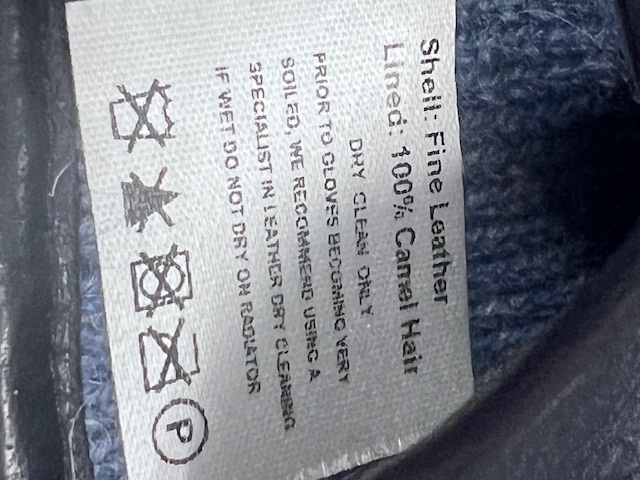 Shell: Fine Leather
Lined: 100% Camel Hair
DRY CLEAN ONLY
PRIOR TO GLOVES BECOMING VERY
SOILED, WE RECOMMEND USING A
SPECIALIST IN LEATHER DRY CLEANING
IF WET DO NOT DRY ON RADIATOR
P